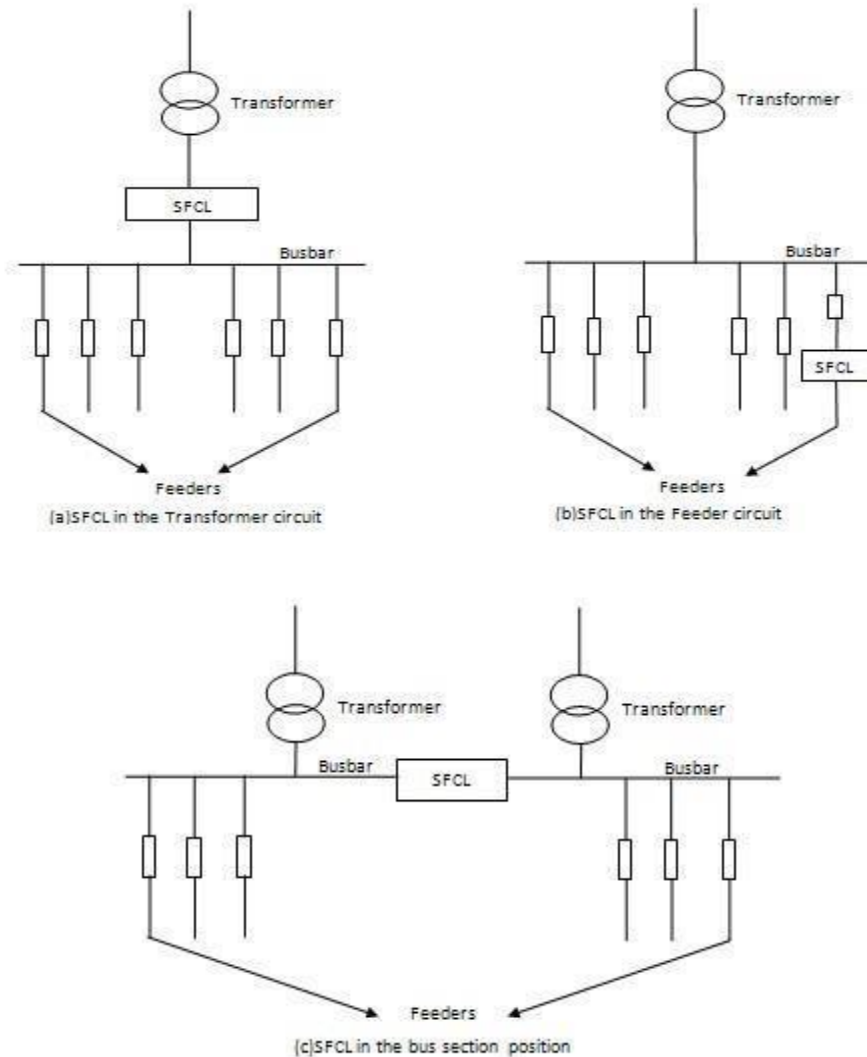 Transformer
SFCL
Busbar
Feeders
(a)SFCL in the Transformer circuit
Transformer
Busbar
SFCL
Feeders
(b)SFCL in the Feeder circuit
Transformer
Transformer
Busbar
SFCL
Busbar
Feeders
(c)SFCL in the bus section position